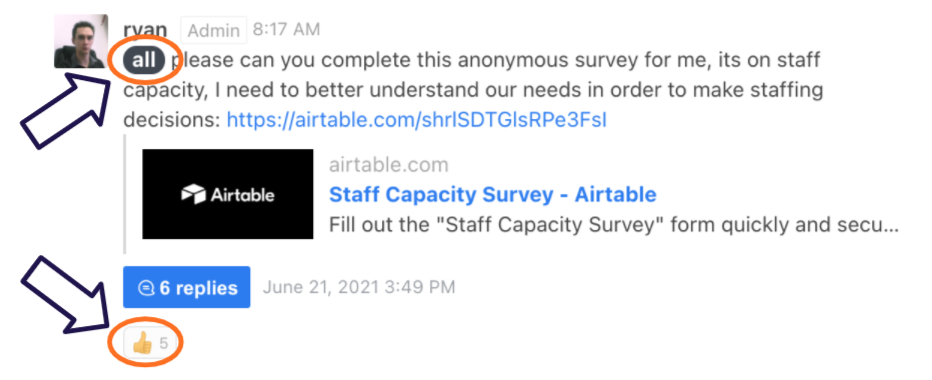 ryan Admin 8:17 AM
all please can you complete this anonymous survey for me, its on staff
capacity, I need to better understand our needs in order to make staffing
decisions: https://airtable.com/shrISDTGIsRPe3FsI
airtable.com
Airtable
Staff Capacity Survey - Airtable
Fill out the "Staff Capacity Survey" form quickly and secu...
6 replies June 21, 2021 3:49 PM
5